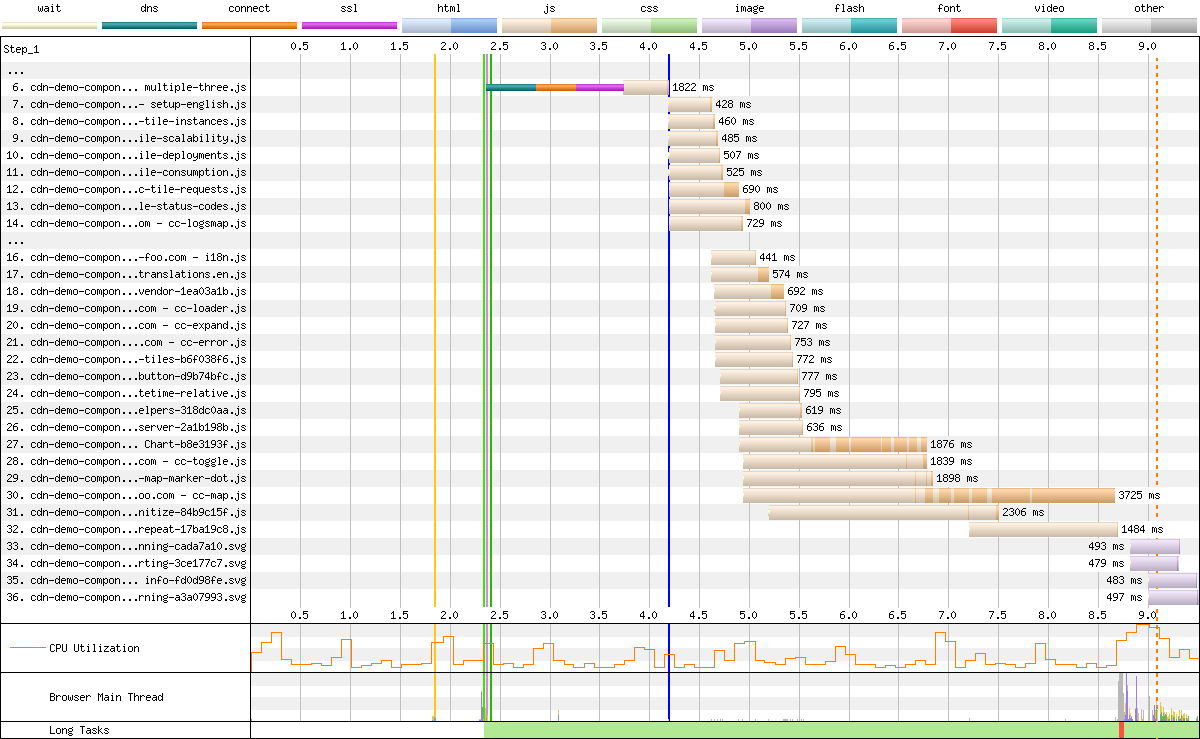 wait dns connect ssl html js css image flash font video other
Step_1 0.5 1.0 1.5 2.0 2.5 3.0 3.5 4.0 4.5 5.0 5.5 6.0 6.5 7.0 7.5 8.0 8.5 9.0
...
6. cdn-demo-compon... multiple-three.js 1822 ms
7. cdn-demo-compon...- setup-english.js 428 ms
8. cdn-demo-compon...-tile-instances.js 460 ms
9. cdn-demo-compon...ile-scalability.js 485 ms
10. cdn-demo-compon...ile-deployments.js 507 ms
11. cdn-demo-compon...ile-consumption.js 525 ms
12. cdn-demo-compon...c-tile-requests.js 690 ms
13. cdn-demo-compon...le-status-codes.js 800 ms
14. cdn-demo-compon...om - cc-logsmap.js 729 ms
...
16. cdn-demo-compon...-foo.com - i18n.js 441 ms
17. cdn-demo-compon...translations.en.js 574 ms
18. cdn-demo-compon...vendor-1ea03a1b.js 692 ms
19. cdn-demo-compon...com - cc-loader.js 709 ms
20. cdn-demo-compon...com - cc-expand.js 727 ms
21. cdn-demo-compon....com - cc-error.js 753 ms
22. cdn-demo-compon...-tiles-b6f038f6.js 772 ms
23. cdn-demo-compon...button-d9b74bfc.js 777 ms
24. cdn-demo-compon...tetime-relative.js 795 ms
25. cdn-demo-compon...elpers-318dc0aa.js 619 ms
26. cdn-demo-compon...server-2a1b198b.js 636 ms
27. cdn-demo-compon... Chart-b8e3193f.js 1876 ms
28. cdn-demo-compon...com - cc-toggle.js 1839 ms
29. cdn-demo-compon...-map-marker-dot.js 1898 ms
30. cdn-demo-compon...oo.com - cc-map.js 3725 ms
31. cdn-demo-compon...nitize-84b9c15f.js 2306 ms
32. cdn-demo-compon...repeat-17ba19c8.js 1484 ms
33. cdn-demo-compon...nning-cada7a10.svg 493 ms
34. cdn-demo-compon...rting-3ce177c7.svg 479 ms
35. cdn-demo-compon... info-fd0d98fe.svg 483 ms
36. cdn-demo-compon...rning-a3a07993.svg 497 ms
0.5 1.0 1.5 2.0 2.5 3.0 3.5 4.0 4.5 5.0 5.5 6.0 6.5 7.0 7.5 8.0 8.5 9.0
CPU Utilization
Browser Main Thread
Long Tasks